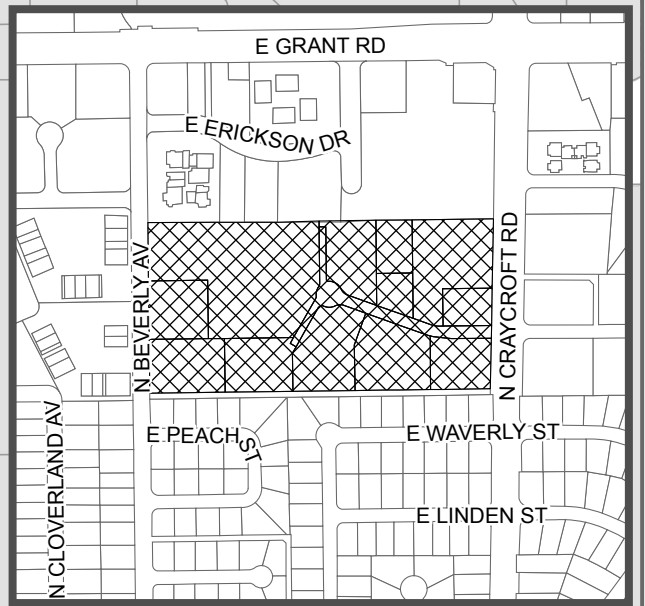 E GRANT RD
E ERICKSON DR
N BEVERLY AV
N CRAYCROFT RD
N CLOVERLAND AV
E PEACH ST
E WAVERLY ST
E LINDEN ST